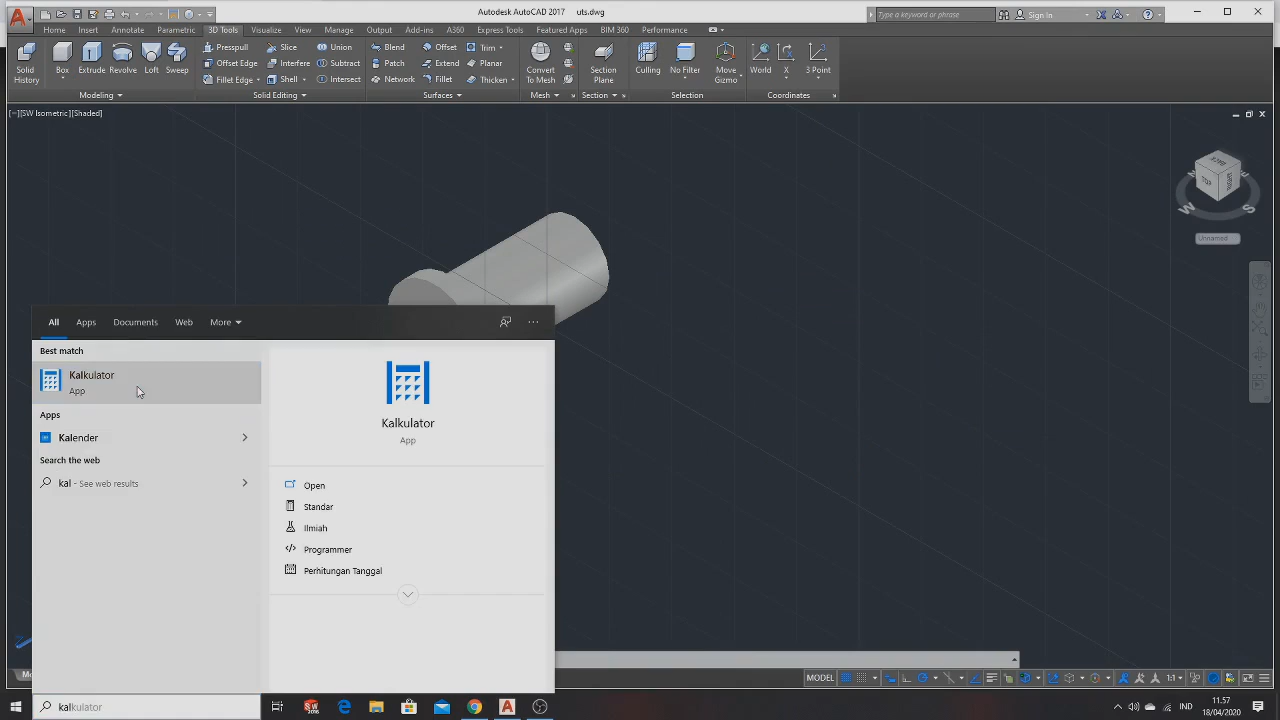 Autodesk AutoCAD 2017 uts.dwg
Type a keyword or phrase
Sign In
Home Insert Annotate Parametric 3D Tools Visualize View Manage Output Add-ins A360 Express Tools Featured Apps BIM 360 Performance
Solid History
Box
Extrude
Revolve
Loft
Sweep
Presspull
Offset Edge
Fillet Edge
Slice
Interfere
Shell
Union
Subtract
Intersect
Blend
Patch
Network
Offset
Extend
Fillet
Trim
Planar
Thicken
Convert To Mesh
Section Plane
Culling
No Filter
Move Gizmo
World
X
3 Point
Modeling
Solid Editing
Surfaces
Mesh
Section
Selection
Coordinates
[−][SW Isometric][Shaded]
TOP
BACK
W
S
Unnamed
All Apps Documents Web More
Best match
Kalkulator
App
Apps
Kalender
Search the web
kal - See web results
Kalkulator
App
Open
Standar
Ilmiah
Programmer
Perhitungan Tanggal
MODEL
1:1
kalkulator
IND
11.57
18/04/2020